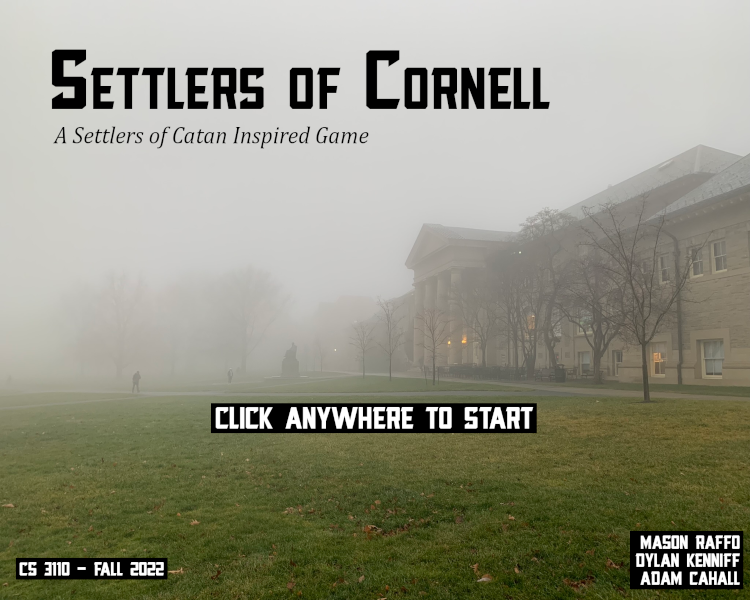 SETTLERS OF CORNELL
A Settlers of Catan Inspired Game
CLICK ANYWHERE TO START
CS 3110 - FALL 2022
MASON RAFFO
DYLAN KENNIFF
ADAM CAHALL